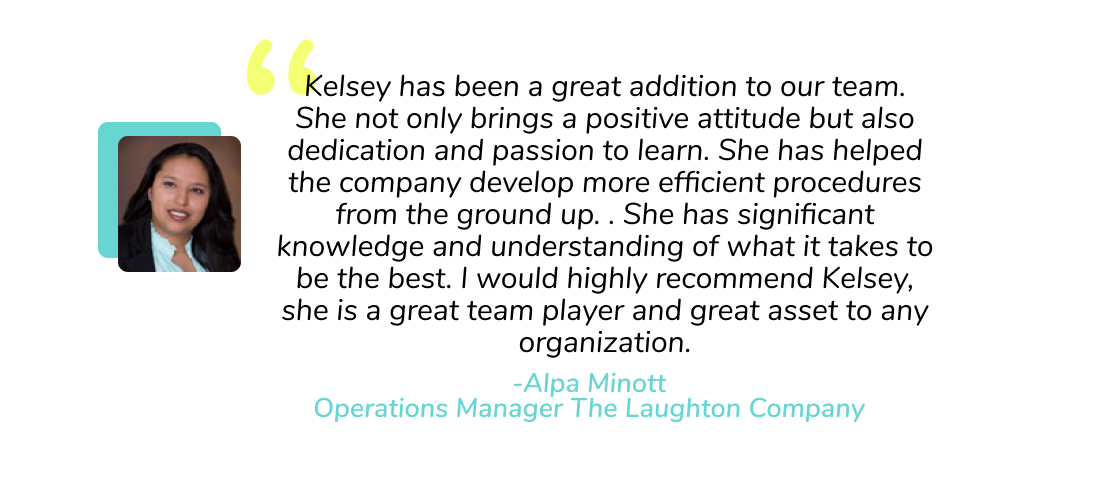 “
Kelsey has been a great addition to our team.
She not only brings a positive attitude but also
dedication and passion to learn. She has helped
the company develop more efficient procedures
from the ground up. . She has significant
knowledge and understanding of what it takes to
be the best. I would highly recommend Kelsey,
she is a great team player and great asset to any
organization.
-Alpa Minott
Operations Manager The Laughton Company